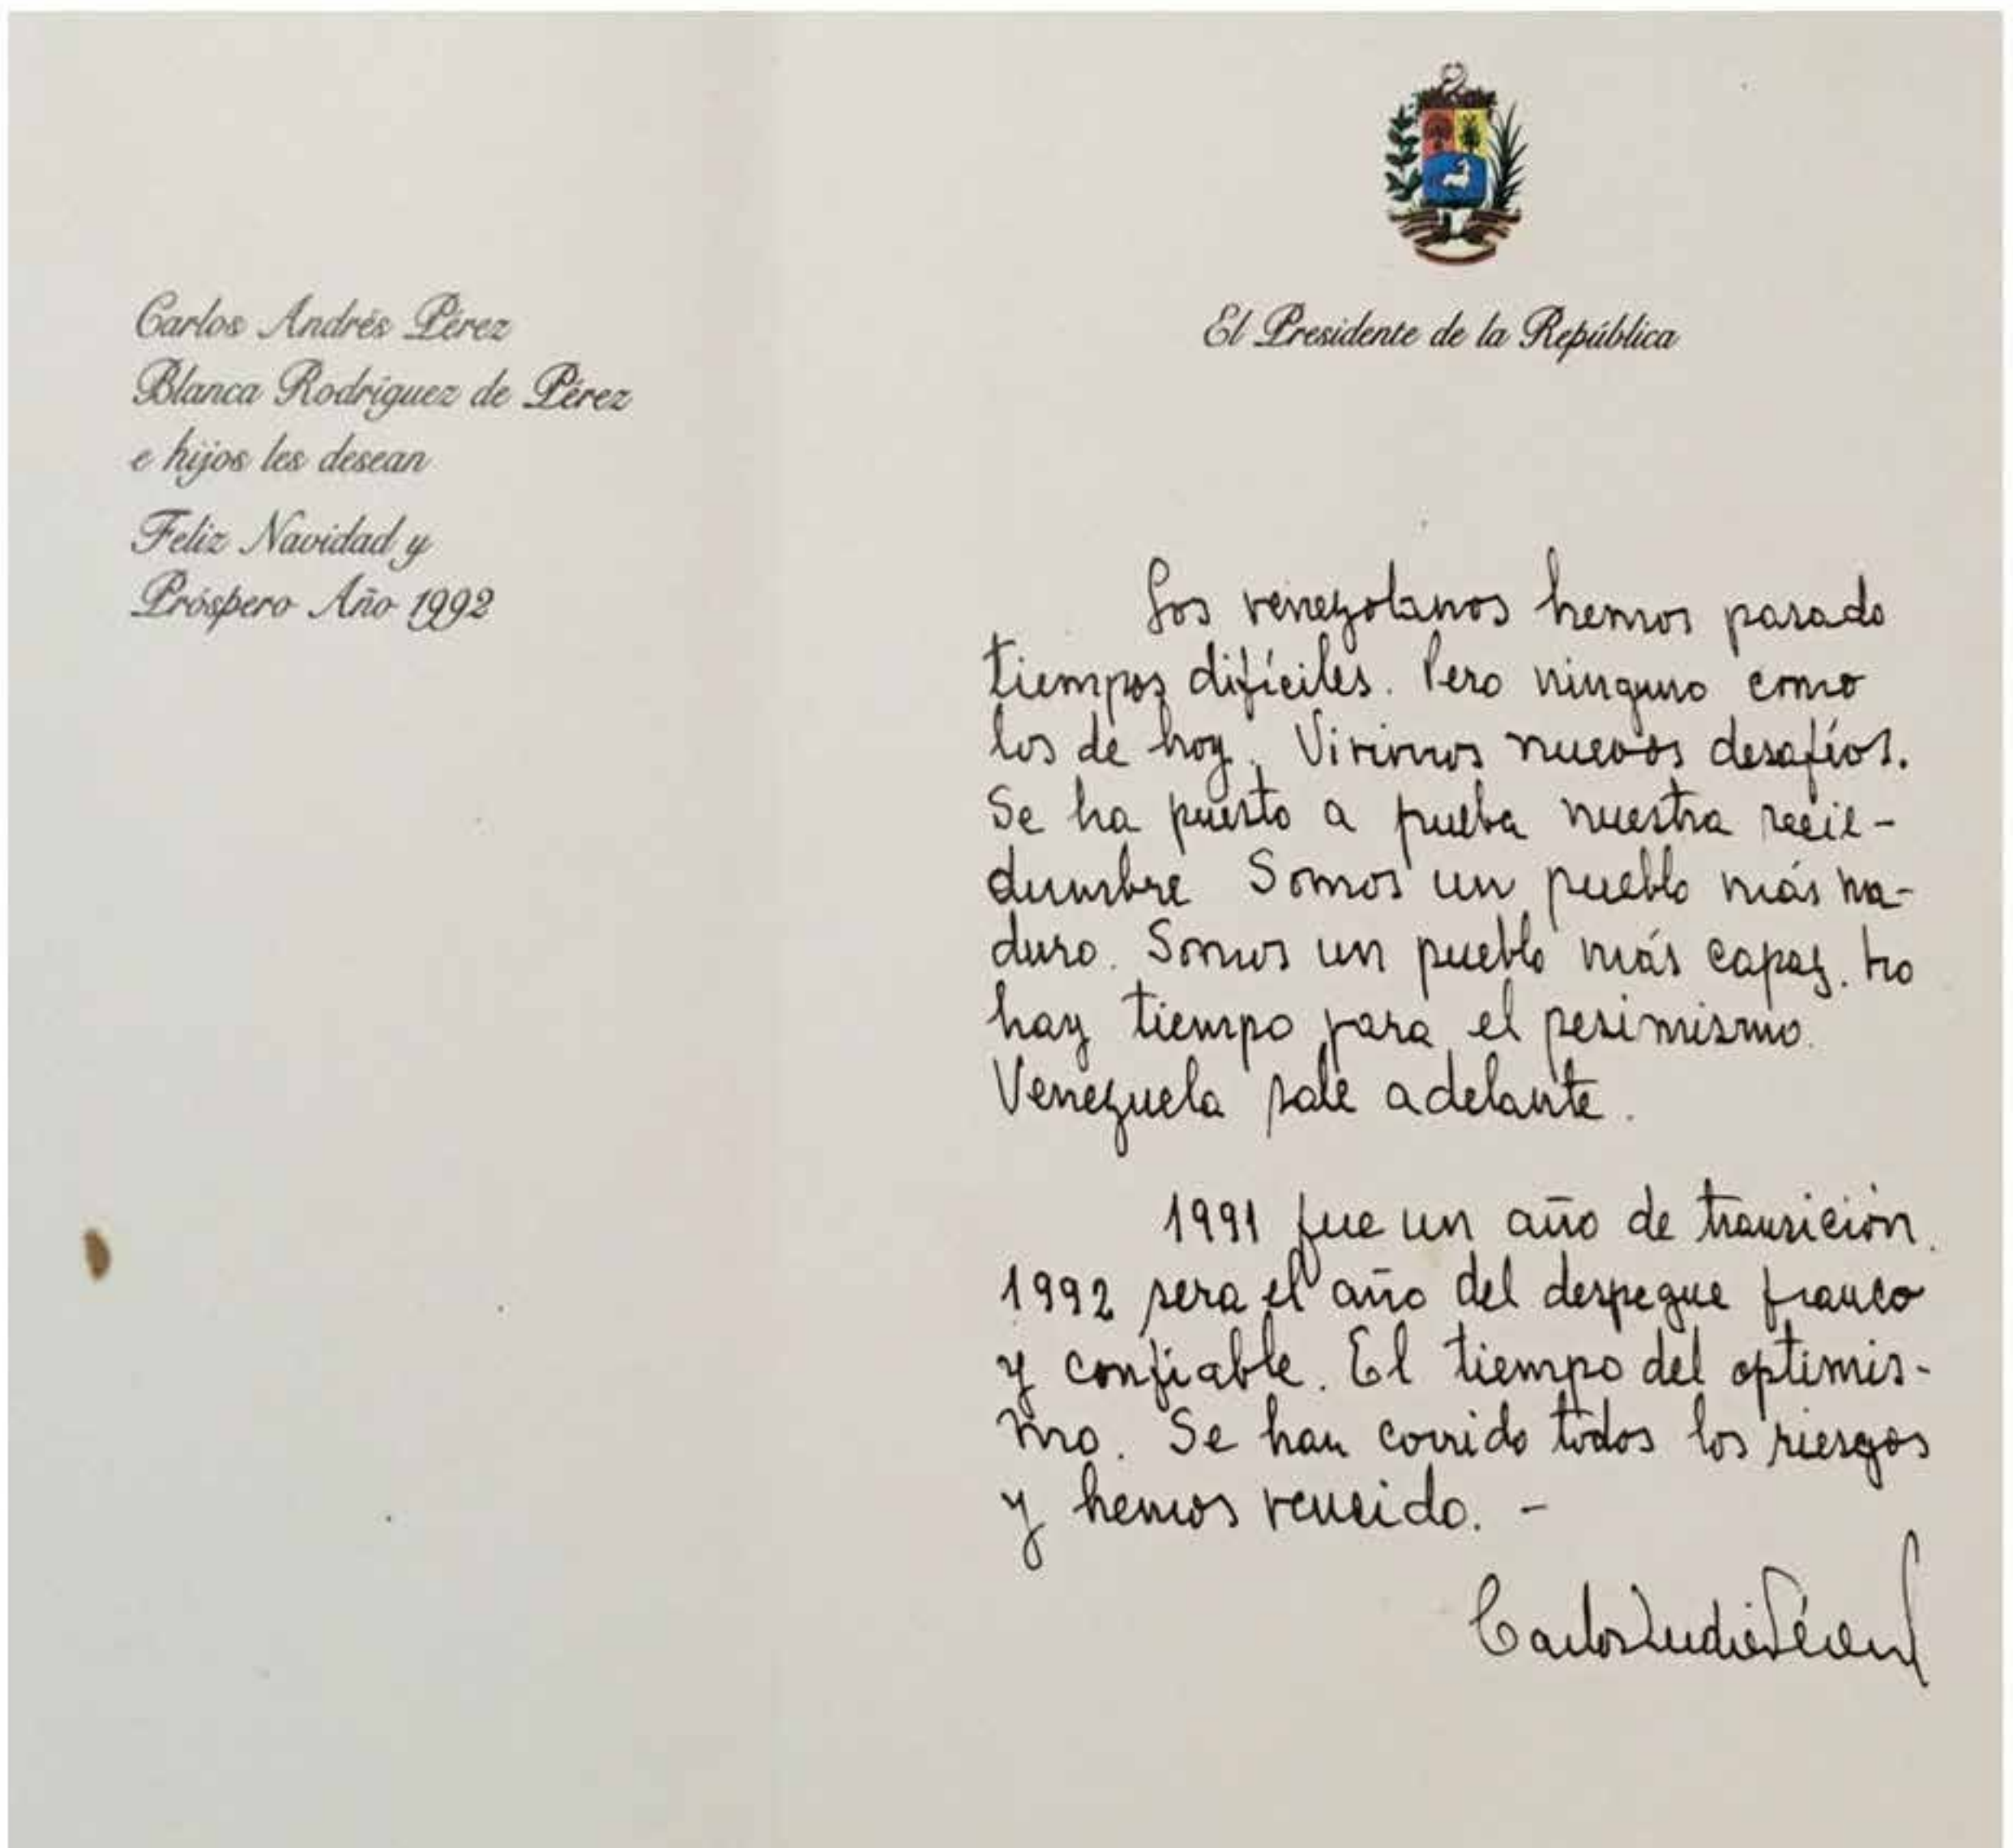 Carlos Andrés Pérez
Blanca Rodríguez de Pérez
e hijos les desean
Feliz Navidad y
Próspero Año 1992
El Presidente de la República
Los venezolanos hemos pasado
tiempos difíciles. Pero ninguno como
los de hoy. Vivimos nuevos desafíos.
Se ha puesto a prueba nuestra recie-
dumbre Somos un pueblo más ma-
duro. Somos un pueblo más capaz. No
hay tiempo para el pesimismo.
Venezuela sale adelante.
1991 fue un año de transición.
1992 sera el año del despegue franco
y confiable. El tiempo del optimis-
mo. Se han corrido todos los riesgos
y hemos vencido. -
Carlos Andrés Pérez